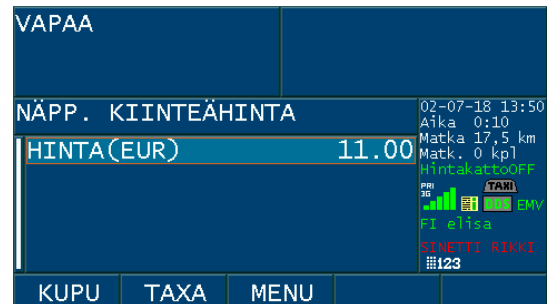 VAPAA
NÄPP. KIINTEÄHINTA
HINTA(EUR) 11.00
02-07-18 13:50
Aika 0:10
Matka 17,5 km
Matk. 0 kpl
HintakattoOFF
PRI
3G
TAXI
DDS EMV
FI elisa
SINETTI RIKKI
123
KUPU TAXA MENU